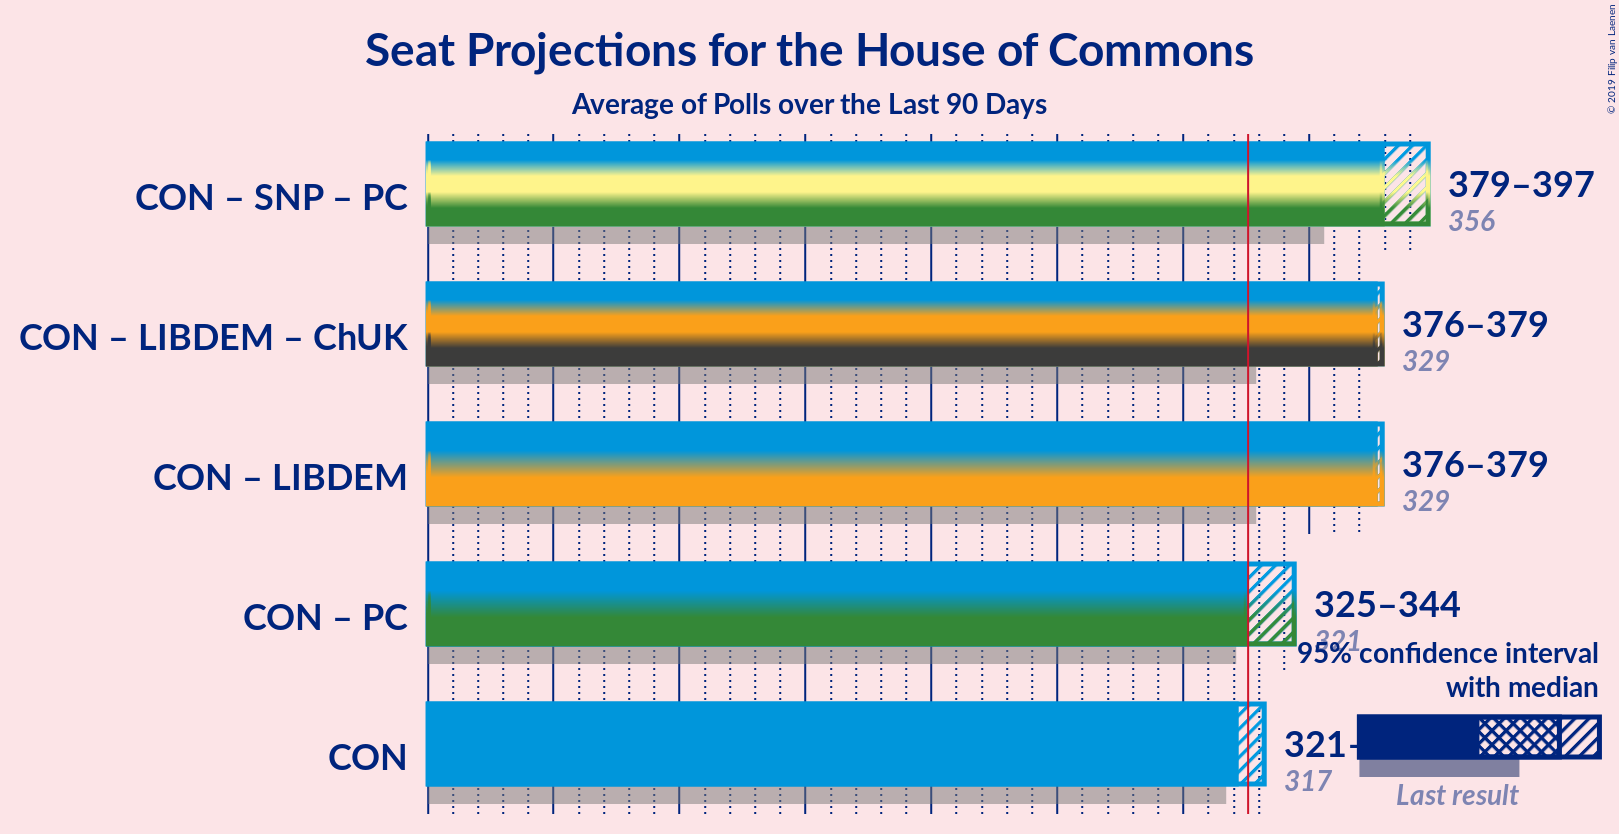 © 2019 Filip van Laenen
Seat Projections for the House of Commons
Average of Polls over the Last 90 Days
CON – SNP – PC
379–397
356
CON – LIBDEM – ChUK
376–379
329
CON – LIBDEM
376–379
329
CON – PC
325–344
321
95% confidence interval
with median
CON
321–
317
Last result